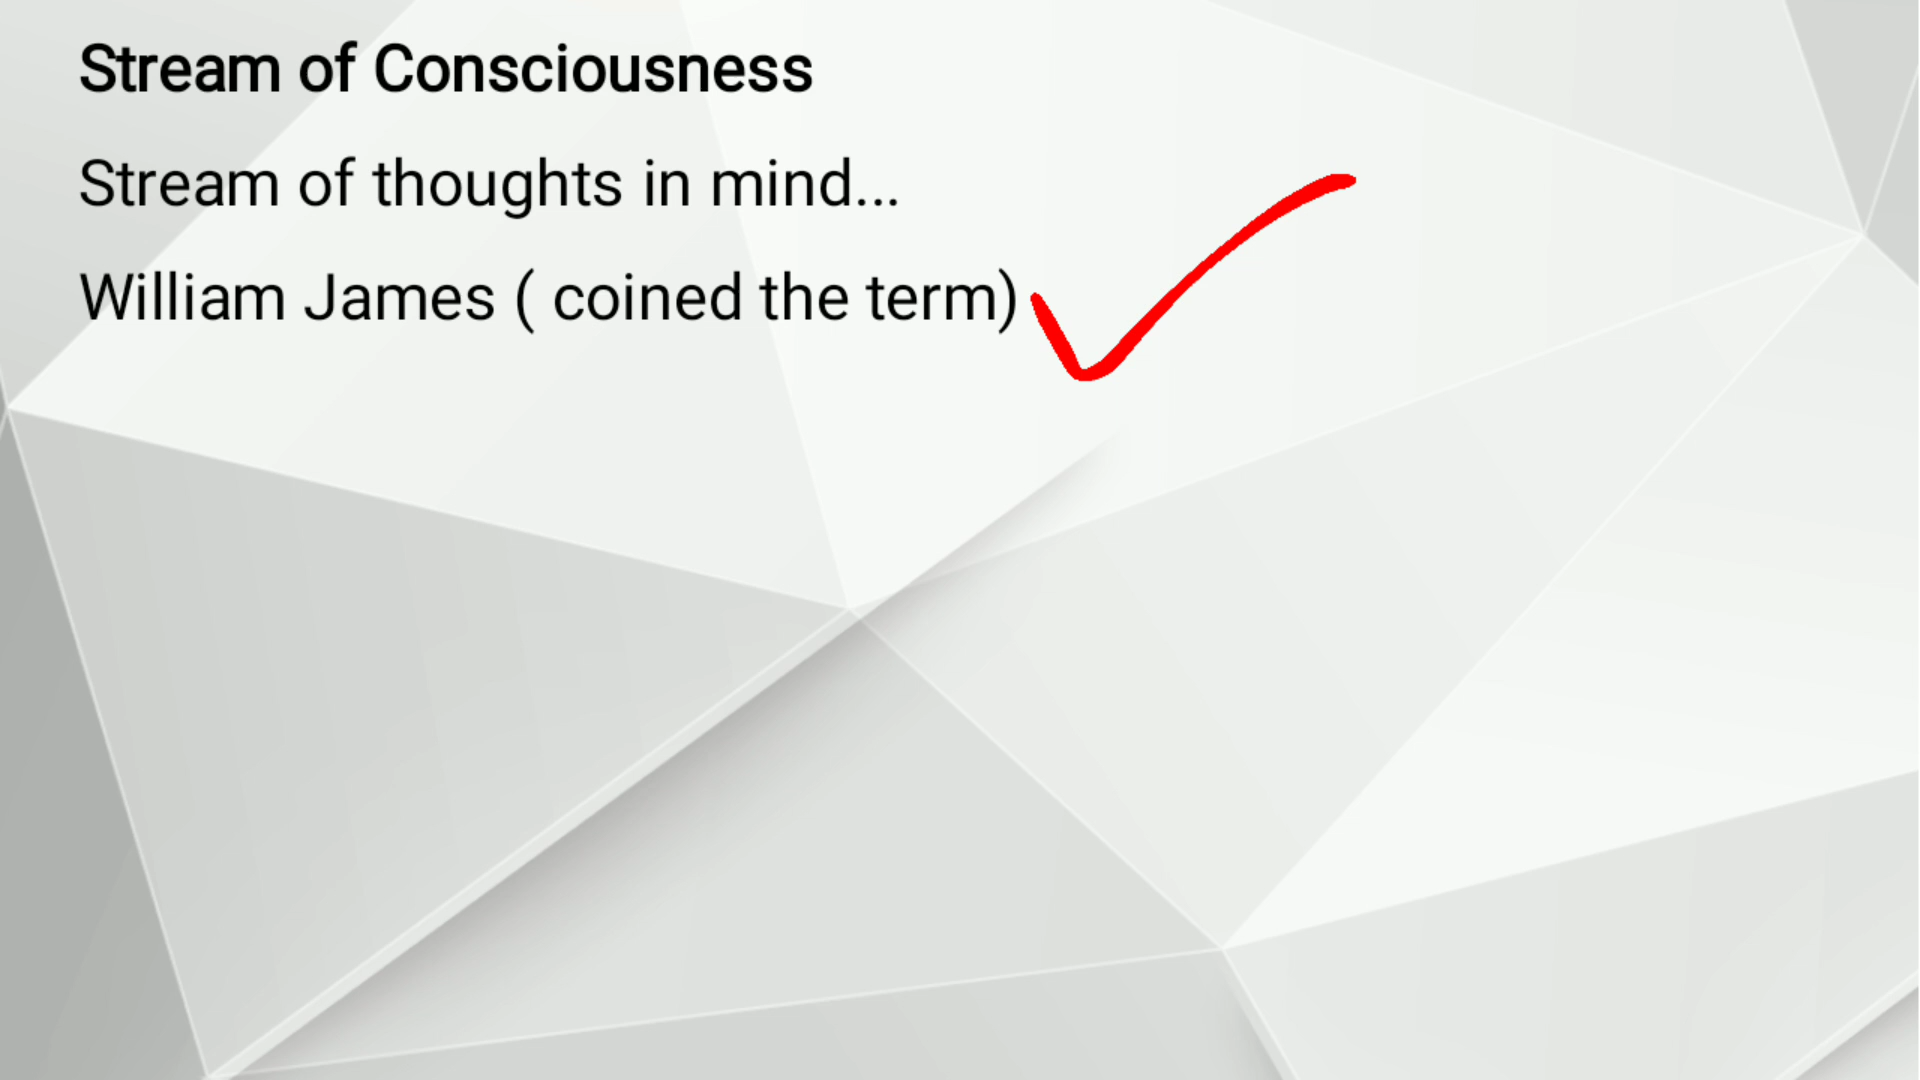 Stream of Consciousness
Stream of thoughts in mind...
William James ( coined the term)